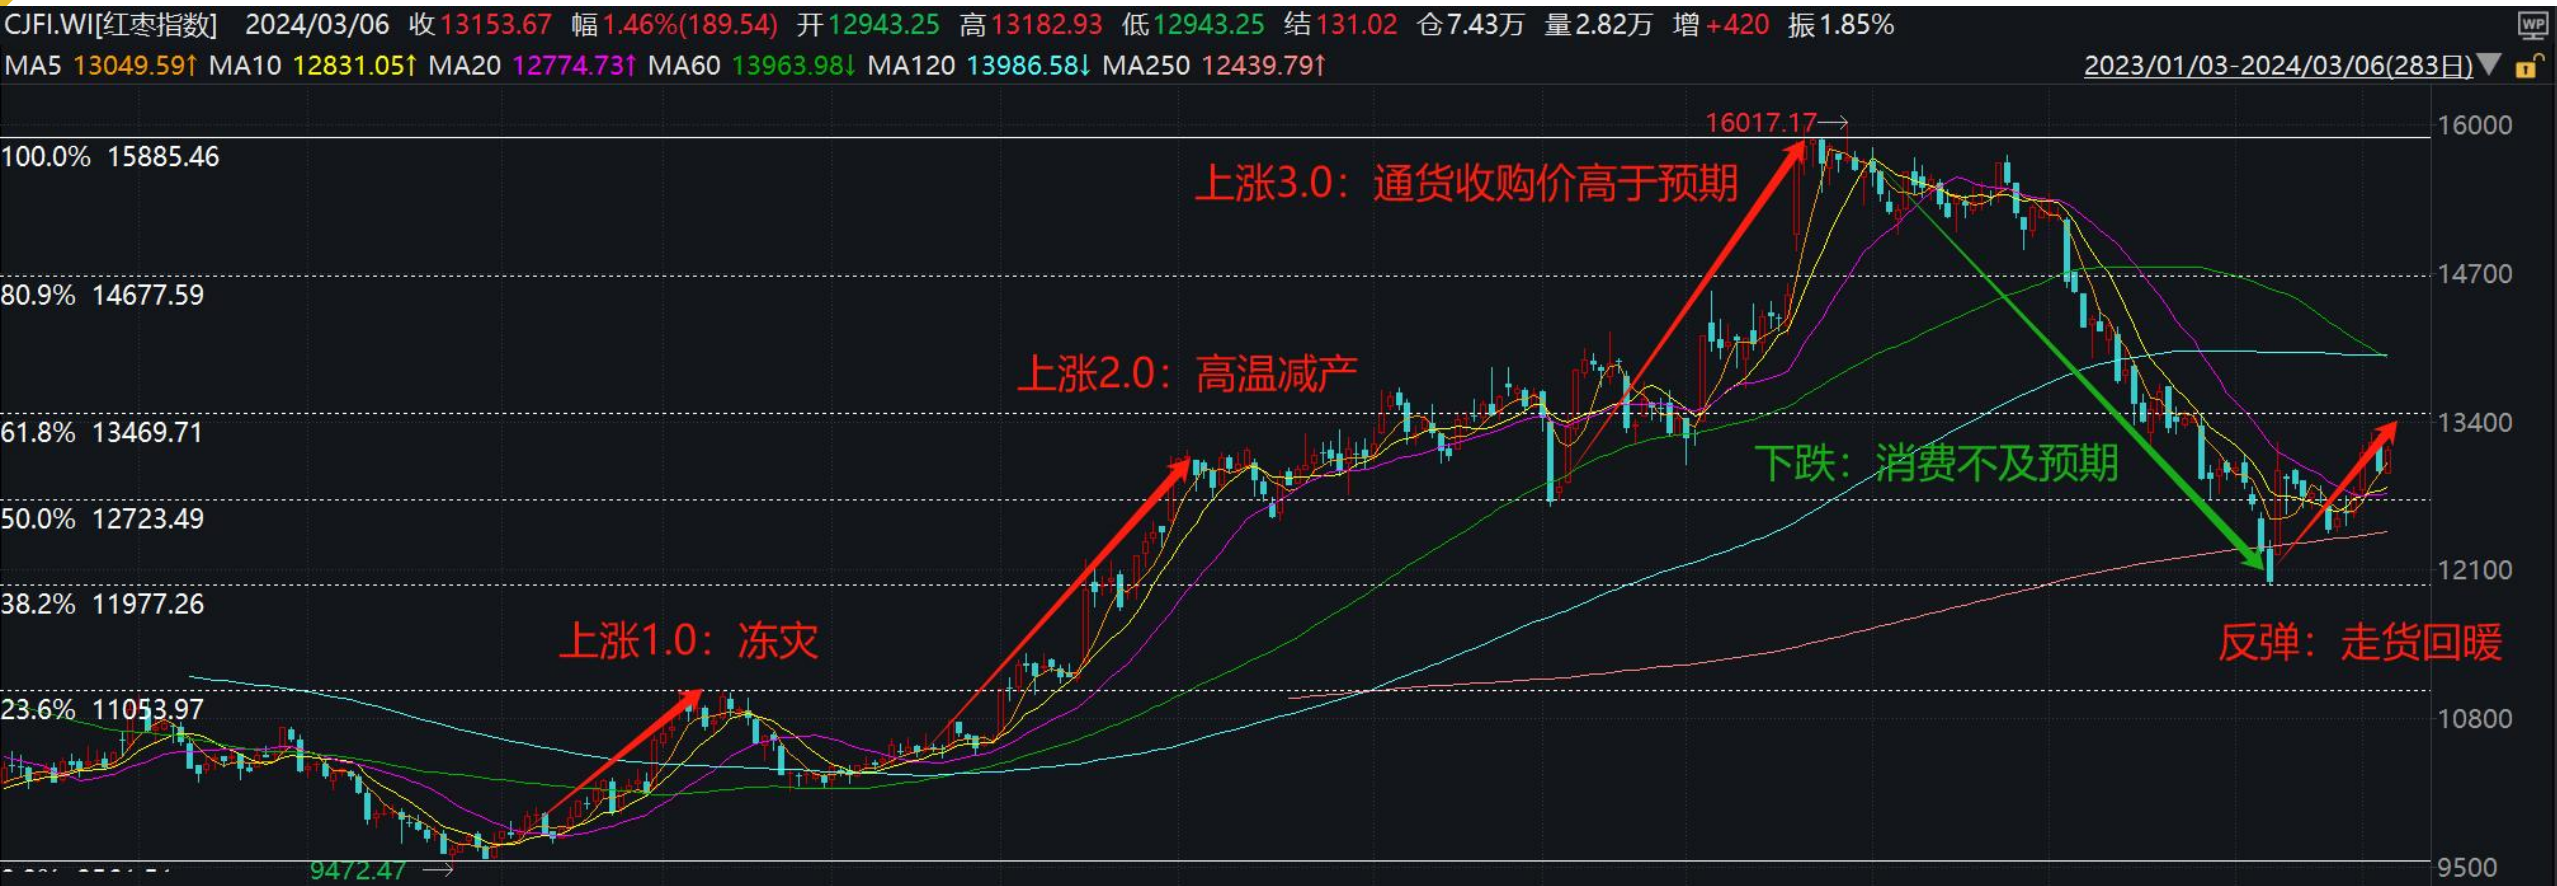 CJFI.WI[红枣指数] 2024/03/06 收13153.67 幅1.46%(189.54) 开12943.25 高13182.93 低12943.25 结131.02 仓7.43万 量2.82万 增+420 振1.85%
WP
MA5 13049.59↑ MA10 12831.05↑ MA20 12774.73↑ MA60 13963.98↓ MA120 13986.58↓ MA250 12439.79↑
2023/01/03-2024/03/06(283日)
16017.17
16000
100.0% 15885.46
上涨3.0：通货收购价高于预期
14700
80.9% 14677.59
上涨2.0：高温减产
13400
61.8% 13469.71
下跌：消费不及预期
50.0% 12723.49
12100
38.2% 11977.26
上涨1.0：冻灾
反弹：走货回暖
23.6% 11053.97
10800
9472.47
9500